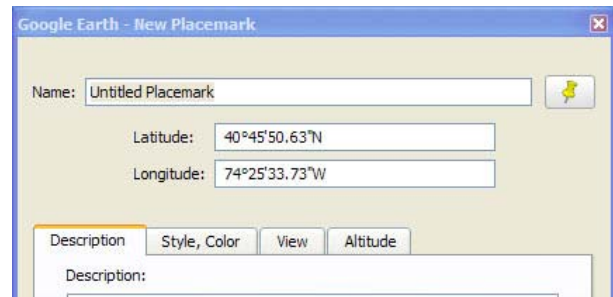 Google Earth - New Placemark
Name: Untitled Placemark
Latitude: 40°45'50.63"N
Longitude: 74°25'33.73"W
Description Style, Color View Altitude
Description: